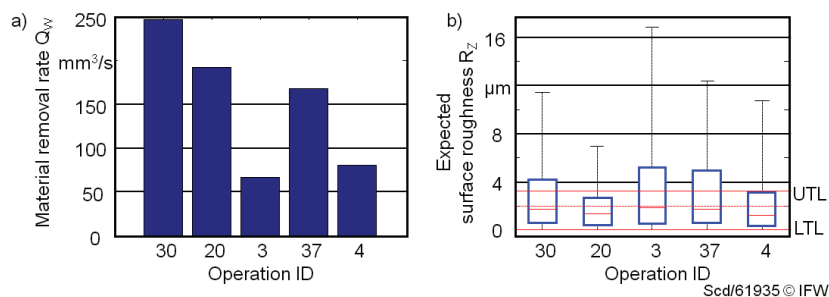 a)
Material removal rate Q_W
mm³/s
150
100
50
0
30 20 3 37 4
Operation ID
b)
Expected
surface roughness R_Z
16
µm
8
4
2
0
UTL
LTL
30 20 3 37 4
Operation ID
Scd/61935 © IFW